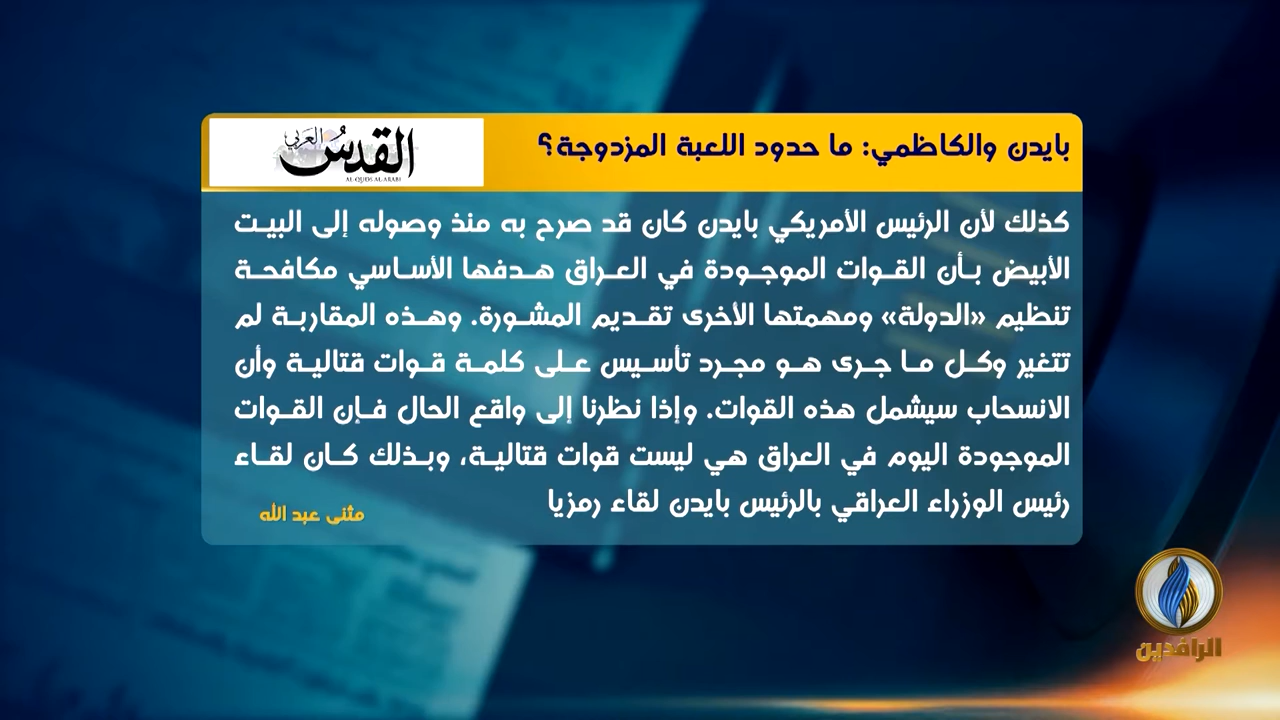 بايدن والكاظمي: ما حدود اللعبة المزدوجة؟
القدس العربي
AL-QUDS AL-ARABI
كذلك لأن الرئيس الأمريكي بايدن كان قد صرح به منذ وصوله إلى البيت
الأبيض بأن القوات الموجودة في العراق هدفها الأساسي مكافحة
تنظيم «الدولة» ومهمتها الأخرى تقديم المشورة. وهذه المقاربة لم
تتغير وكل ما جرى هو مجرد تأسيس على كلمة قوات قتالية وأن
الانسحاب سيشمل هذه القوات. وإذا نظرنا إلى واقع الحال فإن القوات
الموجودة اليوم في العراق هي ليست قوات قتالية، وبذلك كان لقاء
رئيس الوزراء العراقي بالرئيس بايدن لقاء رمزيا
مثنى عبد الله
الرافدين